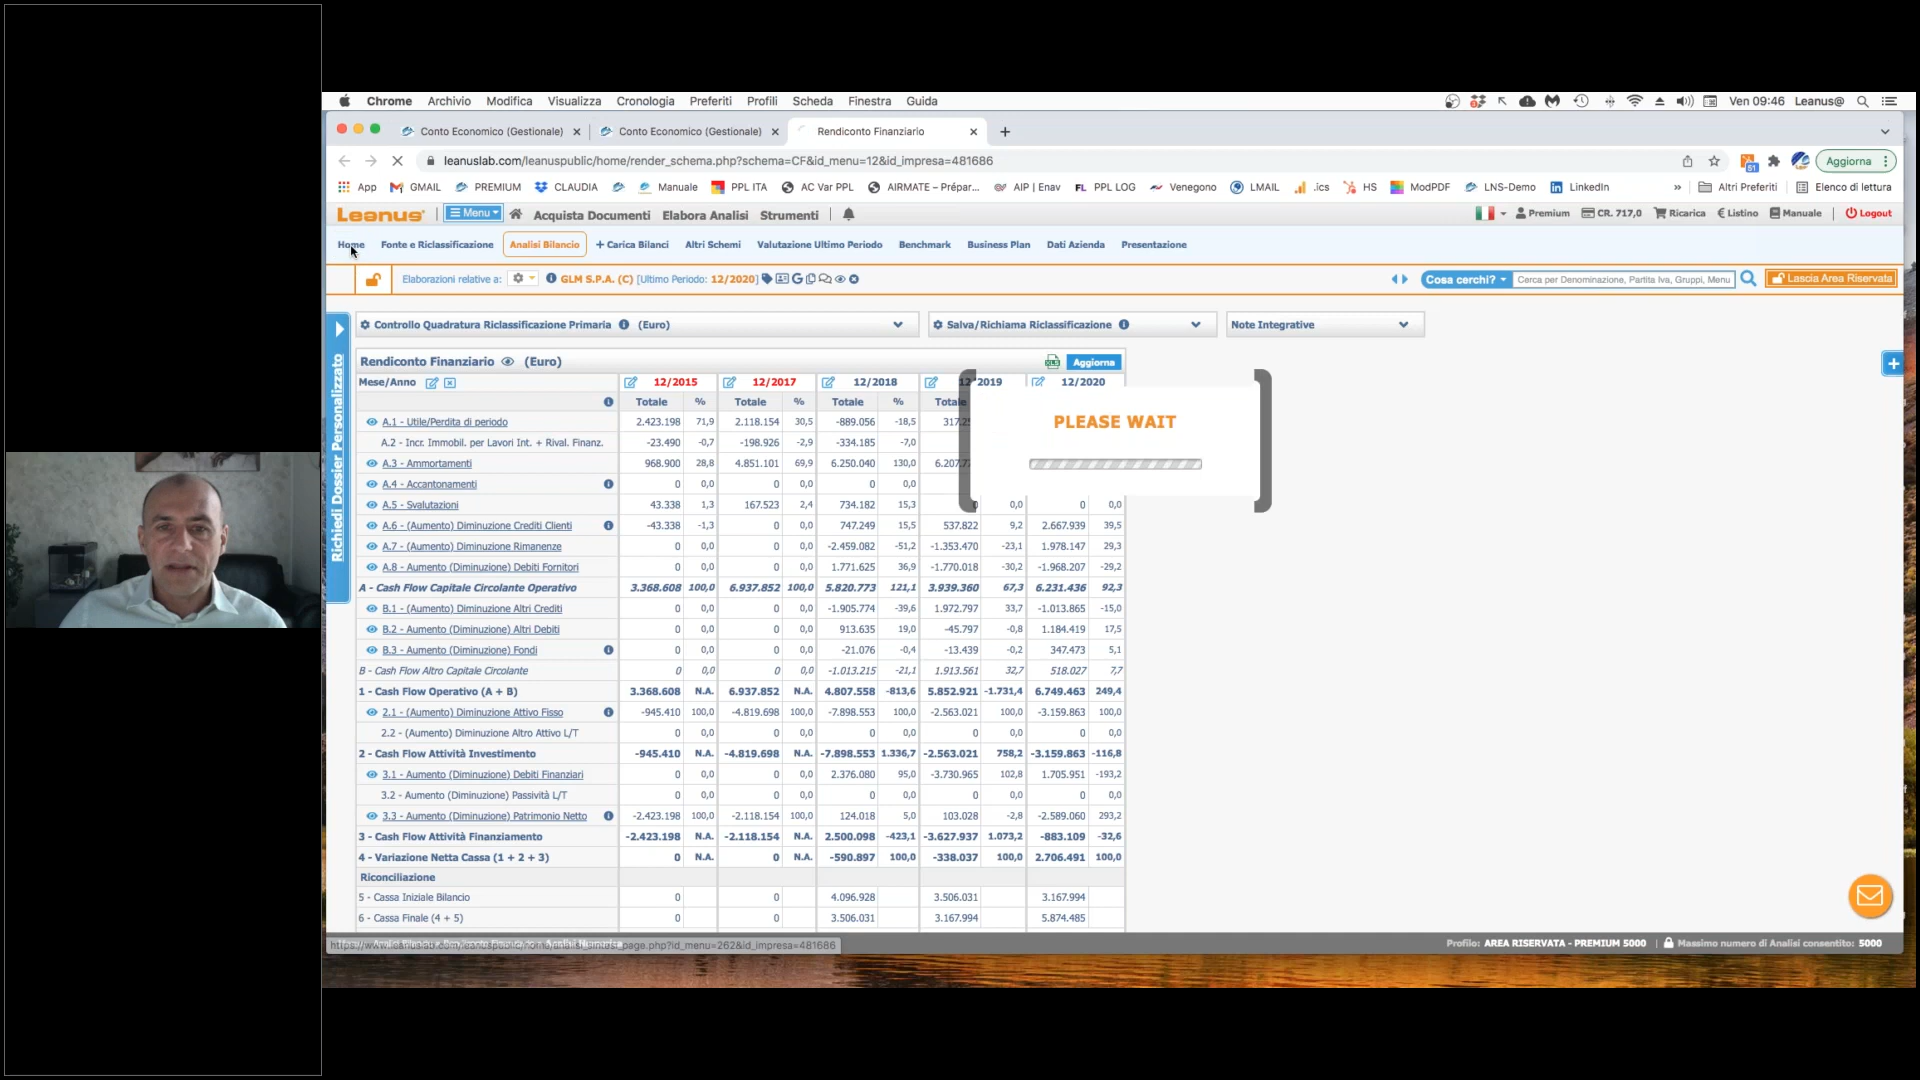 Chrome Archivio Modifica Visualizza Cronologia Preferiti Profili Scheda Finestra Guida Ven 09:46 Leanus@
Conto Economico (Gestionale) Conto Economico (Gestionale) Rendiconto Finanziario
leanuslab.com/leanuspublic/home/render_schema.php?schema=CF&id_menu=12&id_impresa=481686 Aggiorna
App GMAIL PREMIUM CLAUDIA Manuale PPL ITA AC Var PPL AIRMATE – Prépar... AIP | Enav FL PPL LOG Venegono LMAIL .ics HS ModPDF LNS-Demo LinkedIn » Altri Preferiti Elenco di lettura
Leanus Menu Acquista Documenti Elabora Analisi Strumenti Premium CR. 717,0 Ricarica Listino Manuale Logout
Home Fonte e Riclassificazione Analisi Bilancio + Carica Bilanci Altri Schemi Valutazione Ultimo Periodo Benchmark Business Plan Dati Azienda Presentazione
Elaborazioni relative a: GLM S.P.A. (C) [Ultimo Periodo: 12/2020] Cosa cerchi? Cerca per Denominazione, Partita Iva, Gruppi, Menu Lascia Area Riservata
Controllo Quadratura Riclassificazione Primaria (Euro) Salva/Richiama Riclassificazione Note Integrative
Richiedi Dossier Personalizzato
Rendiconto Finanziario (Euro) Aggiorna
Mese/Anno 12/2015 12/2017 12/2018 12/2019 12/2020
Totale % Totale % Totale % Totale
PLEASE WAIT
A.1 - Utile/Perdita di periodo 2.423.198 71,9 2.118.154 30,5 -889.056 -18,5
A.2 - Incr. Immobil. per Lavori Int. + Rival. Finanz. -23.490 -0,7 -198.926 -2,9 -334.185 -7,0
A.3 - Ammortamenti 968.900 28,8 4.851.101 69,9 6.250.040 130,0
A.4 - Accantonamenti 0 0,0 0 0,0 0 0,0
A.5 - Svalutazioni 43.338 1,3 167.523 2,4 734.182 15,3 0 0,0 0 0,0
A.6 - (Aumento) Diminuzione Crediti Clienti -43.338 -1,3 0 0,0 747.249 15,5 537.822 9,2 2.667.939 39,5
A.7 - (Aumento) Diminuzione Rimanenze 0 0,0 0 0,0 -2.459.082 -51,2 -1.353.470 -23,1 1.978.147 29,3
A.8 - Aumento (Diminuzione) Debiti Fornitori 0 0,0 0 0,0 1.771.625 36,9 -1.770.018 -30,2 -1.968.207 -29,2
A - Cash Flow Capitale Circolante Operativo 3.368.608 100,0 6.937.852 100,0 5.820.773 121,1 3.939.360 67,3 6.231.436 92,3
B.1 - (Aumento) Diminuzione Altri Crediti 0 0,0 0 0,0 -1.905.774 -39,6 1.972.797 33,7 -1.013.865 -15,0
B.2 - Aumento (Diminuzione) Altri Debiti 0 0,0 0 0,0 913.635 19,0 -45.797 -0,8 1.184.419 17,5
B.3 - Aumento (Diminuzione) Fondi 0 0,0 0 0,0 -21.076 -0,4 -13.439 -0,2 347.473 5,1
B - Cash Flow Altro Capitale Circolante 0 0,0 0 0,0 -1.013.215 -21,1 1.913.561 32,7 518.027 7,7
1 - Cash Flow Operativo (A + B) 3.368.608 N.A. 6.937.852 N.A. 4.807.558 -813,6 5.852.921 -1.731,4 6.749.463 249,4
2.1 - (Aumento) Diminuzione Attivo Fisso -945.410 100,0 -4.819.698 100,0 -7.898.553 100,0 -2.563.021 100,0 -3.159.863 100,0
2.2 - (Aumento) Diminuzione Altro Attivo L/T 0 0,0 0 0,0 0 0,0 0 0,0 0 0,0
2 - Cash Flow Attività Investimento -945.410 N.A. -4.819.698 N.A. -7.898.553 1.336,7 -2.563.021 758,2 -3.159.863 -116,8
3.1 - Aumento (Diminuzione) Debiti Finanziari 0 0,0 0 0,0 2.376.080 95,0 -3.730.965 102,8 1.705.951 -193,2
3.2 - Aumento (Diminuzione) Passività L/T 0 0,0 0 0,0 0 0,0 0 0,0 0 0,0
3.3 - Aumento (Diminuzione) Patrimonio Netto -2.423.198 100,0 -2.118.154 100,0 124.018 5,0 103.028 -2,8 -2.589.060 293,2
3 - Cash Flow Attività Finanziamento -2.423.198 N.A. -2.118.154 N.A. 2.500.098 -423,1 -3.627.937 1.073,2 -883.109 -32,6
4 - Variazione Netta Cassa (1 + 2 + 3) 0 N.A. 0 N.A. -590.897 100,0 -338.037 100,0 2.706.491 100,0
Riconciliazione
5 - Cassa Iniziale Bilancio 0 0 4.096.928 3.506.031 3.167.994
6 - Cassa Finale (4 + 5) 0 0 3.506.031 3.167.994 5.874.485
Profilo: AREA RISERVATA - PREMIUM 5000 | Massimo numero di Analisi consentito: 5000